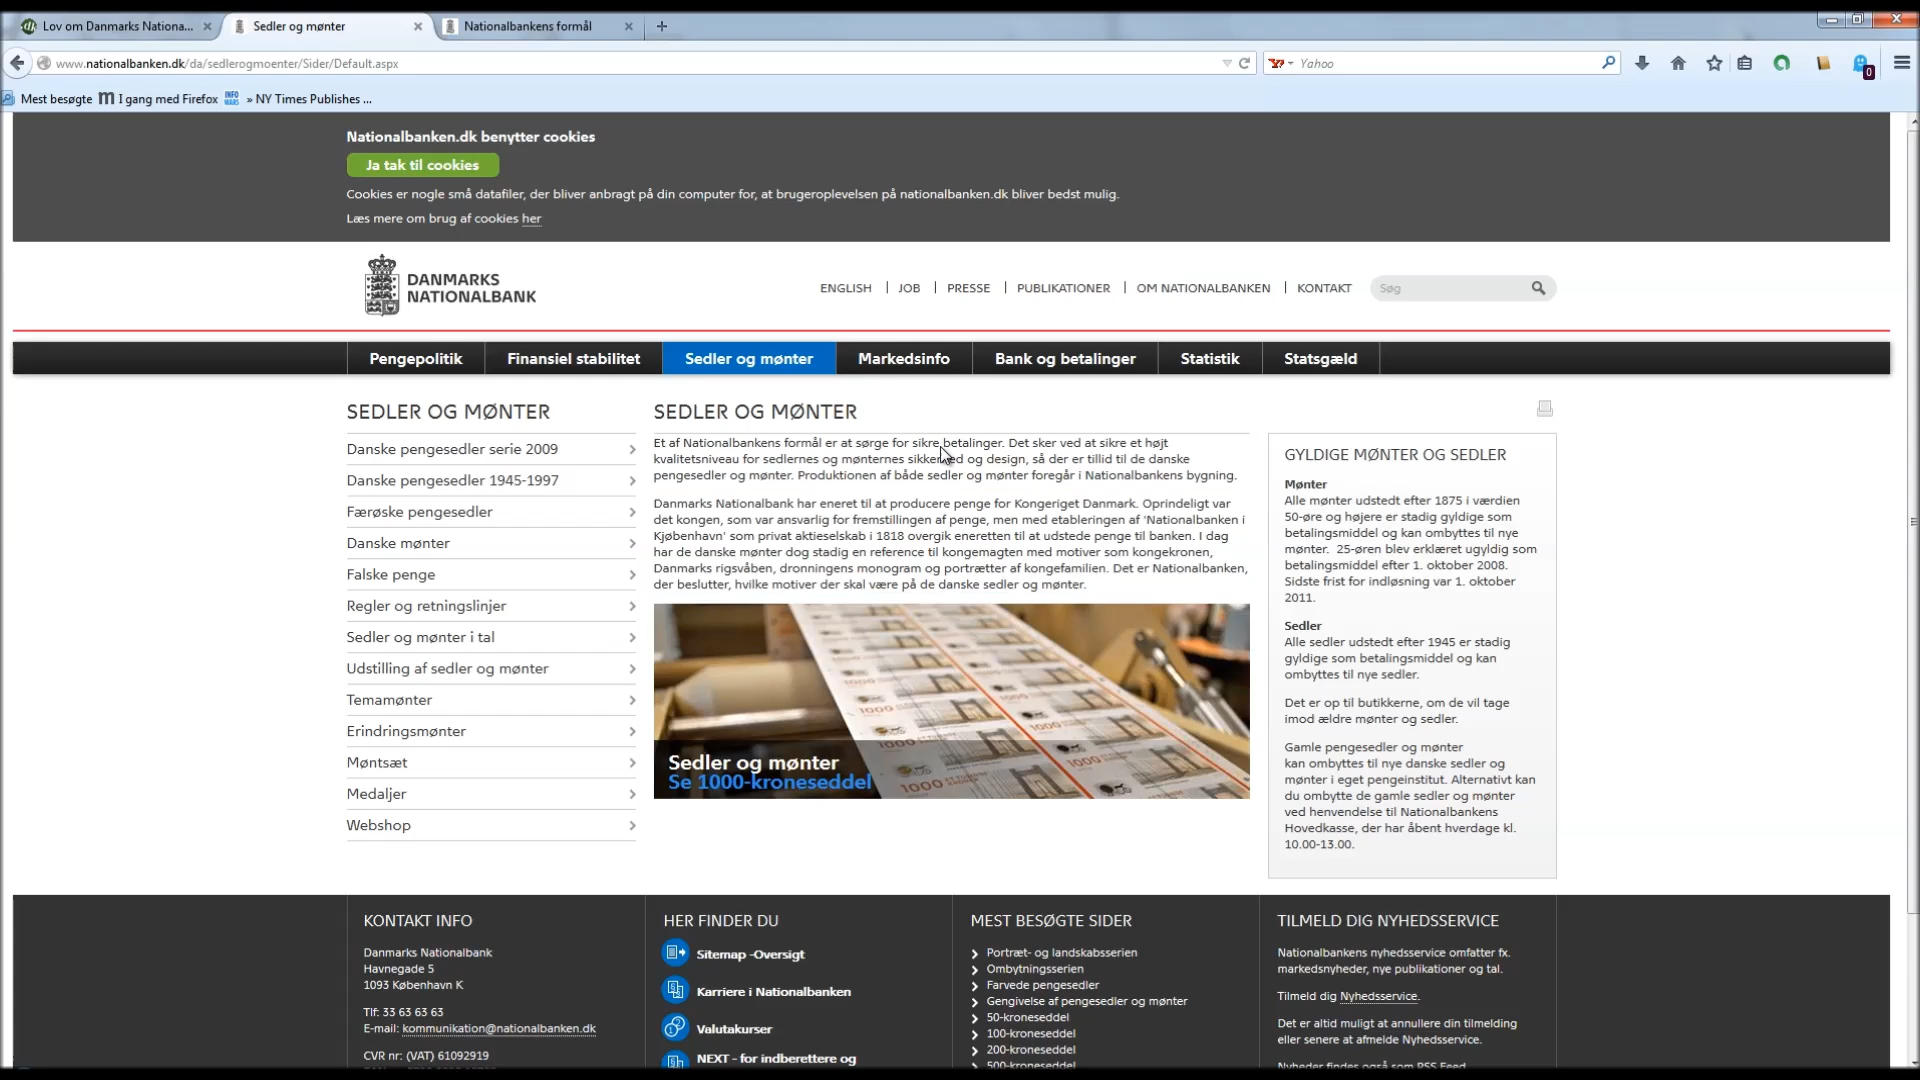 Lov om Danmarks Nationa...
Sedler og mønter
Nationalbankens formål
www.nationalbanken.dk/da/sedlerogmoenter/Sider/Default.aspx
Yahoo
0
Mest besøgte
I gang med Firefox
INFO WARS
» NY Times Publishes ...
Nationalbanken.dk benytter cookies
Ja tak til cookies
Cookies er nogle små datafiler, der bliver anbragt på din computer for, at brugeroplevelsen på nationalbanken.dk bliver bedst mulig.
Læs mere om brug af cookies her
DANMARKS
NATIONALBANK
ENGLISH
JOB
PRESSE
PUBLIKATIONER
OM NATIONALBANKEN
KONTAKT
Søg
Pengepolitik
Finansiel stabilitet
Sedler og mønter
Markedsinfo
Bank og betalinger
Statistik
Statsgæld
SEDLER OG MØNTER
Danske pengesedler serie 2009
Danske pengesedler 1945-1997
Færøske pengesedler
Danske mønter
Falske penge
Regler og retningslinjer
Sedler og mønter i tal
Udstilling af sedler og mønter
Temamønter
Erindringsmønter
Møntsæt
Medaljer
Webshop
SEDLER OG MØNTER
Et af Nationalbankens formål er at sørge for sikre betalinger. Det sker ved at sikre et højt
kvalitetsniveau for sedlernes og mønternes sikkerhed og design, så der er tillid til de danske
pengesedler og mønter. Produktionen af både sedler og mønter foregår i Nationalbankens bygning.
Danmarks Nationalbank har eneret til at producere penge for Kongeriget Danmark. Oprindeligt var
det kongen, som var ansvarlig for fremstillingen af penge, men med etableringen af 'Nationalbanken i
Kjøbenhavn' som privat aktieselskab i 1818 overgik eneretten til at udstede penge til banken. I dag
har de danske mønter dog stadig en reference til kongemagten med motiver som kongekronen,
Danmarks rigsvåben, dronningens monogram og portrætter af kongefamilien. Det er Nationalbanken,
der beslutter, hvilke motiver der skal være på de danske sedler og mønter.
1000
1000
1000
1000
Sedler og mønter
Se 1000-kroneseddel
GYLDIGE MØNTER OG SEDLER
Mønter
Alle mønter udstedt efter 1875 i værdien
50-øre og højere er stadig gyldige som
betalingsmiddel og kan ombyttes til nye
mønter. 25-øren blev erklæret ugyldig som
betalingsmiddel efter 1. oktober 2008.
Sidste frist for indløsning var 1. oktober
2011.
Sedler
Alle sedler udstedt efter 1945 er stadig
gyldige som betalingsmiddel og kan
ombyttes til nye sedler.
Det er op til butikkerne, om de vil tage
imod ældre mønter og sedler.
Gamle pengesedler og mønter
kan ombyttes til nye danske sedler og
mønter i eget pengeinstitut. Alternativt kan
du ombytte de gamle sedler og mønter
ved henvendelse til Nationalbankens
Hovedkasse, der har åbent hverdage kl.
10.00-13.00.
KONTAKT INFO
Danmarks Nationalbank
Havnegade 5
1093 København K
Tlf: 33 63 63 63
E-mail: kommunikation@nationalbanken.dk
CVR nr: (VAT) 61092919
HER FINDER DU
Sitemap -Oversigt
Karriere i Nationalbanken
Valutakurser
NEXT - for indberettere og
MEST BESØGTE SIDER
Portræt- og landskabsserien
Ombytningsserien
Farvede pengesedler
Gengivelse af pengesedler og mønter
50-kroneseddel
100-kroneseddel
200-kroneseddel
500-kroneseddel
TILMELD DIG NYHEDSSERVICE
Nationalbankens nyhedsservice omfatter fx.
markedsnyheder, nye publikationer og tal.
Tilmeld dig Nyhedsservice.
Det er altid muligt at annullere din tilmelding
eller senere at afmelde Nyhedsservice.
Nyheder findes også som RSS Feed